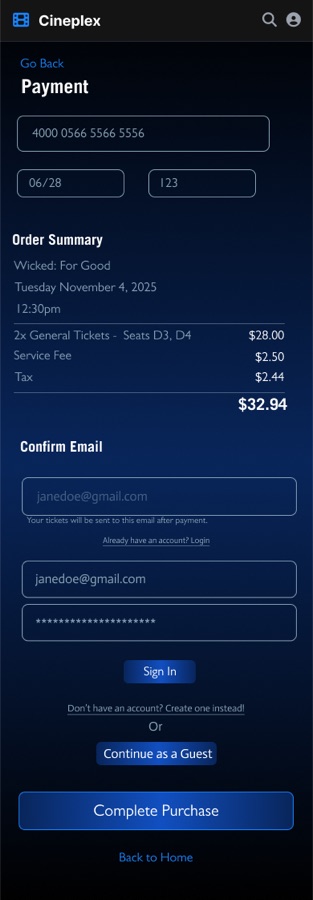 Cineplex
Go Back
Payment
4000 0566 5566 5556
06/28 123
Order Summary
Wicked: For Good
Tuesday November 4, 2025
12:30pm
2x General Tickets - Seats D3, D4 $28.00
Service Fee $2.50
Tax $2.44
$32.94
Confirm Email
janedoe@gmail.com
Your tickets will be sent to this email after payment.
Already have an account? Login
janedoe@gmail.com
*********************
Sign In
Don't have an account? Create one instead!
Or
Continue as a Guest
Complete Purchase
Back to Home